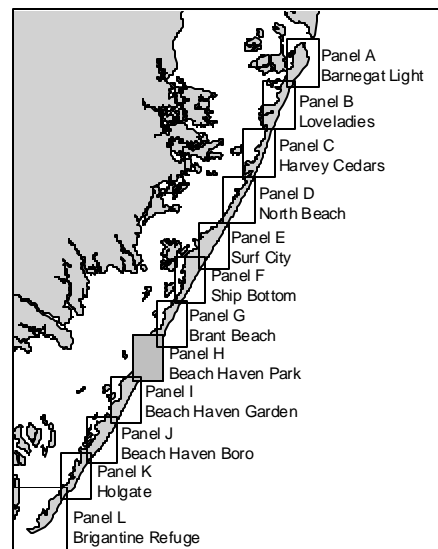 Panel A
Barnegat Light
Panel B
Loveladies
Panel C
Harvey Cedars
Panel D
North Beach
Panel E
Surf City
Panel F
Ship Bottom
Panel G
Brant Beach
Panel H
Beach Haven Park
Panel I
Beach Haven Garden
Panel J
Beach Haven Boro
Panel K
Holgate
Panel L
Brigantine Refuge